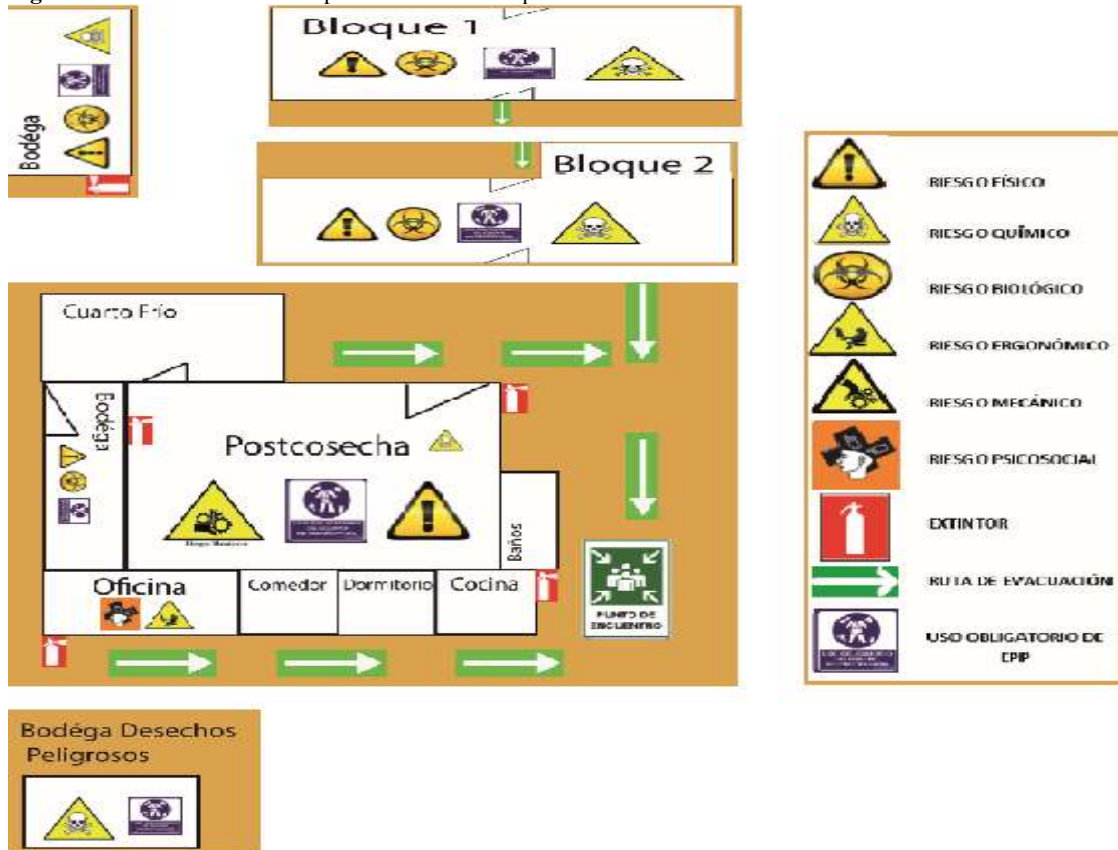 Bodéga
Bloque 1
Bloque 2
Cuarto Frío
Bodéga
Postcosecha
Baños
Oficina
Comedor
Dormitorio
Cocina
PUNTO DE
ENCUENTRO
Bodéga Desechos
Peligrosos
RIESGO FÍSICO
RIESGO QUÍMICO
RIESGO BIOLÓGICO
RIESGO ERGONÓMICO
RIESGO MECÁNICO
RIESGO PSICOSOCIAL
EXTINTOR
RUTA DE EVACUACIÓN
USO OBLIGATORIO DE
EPIP